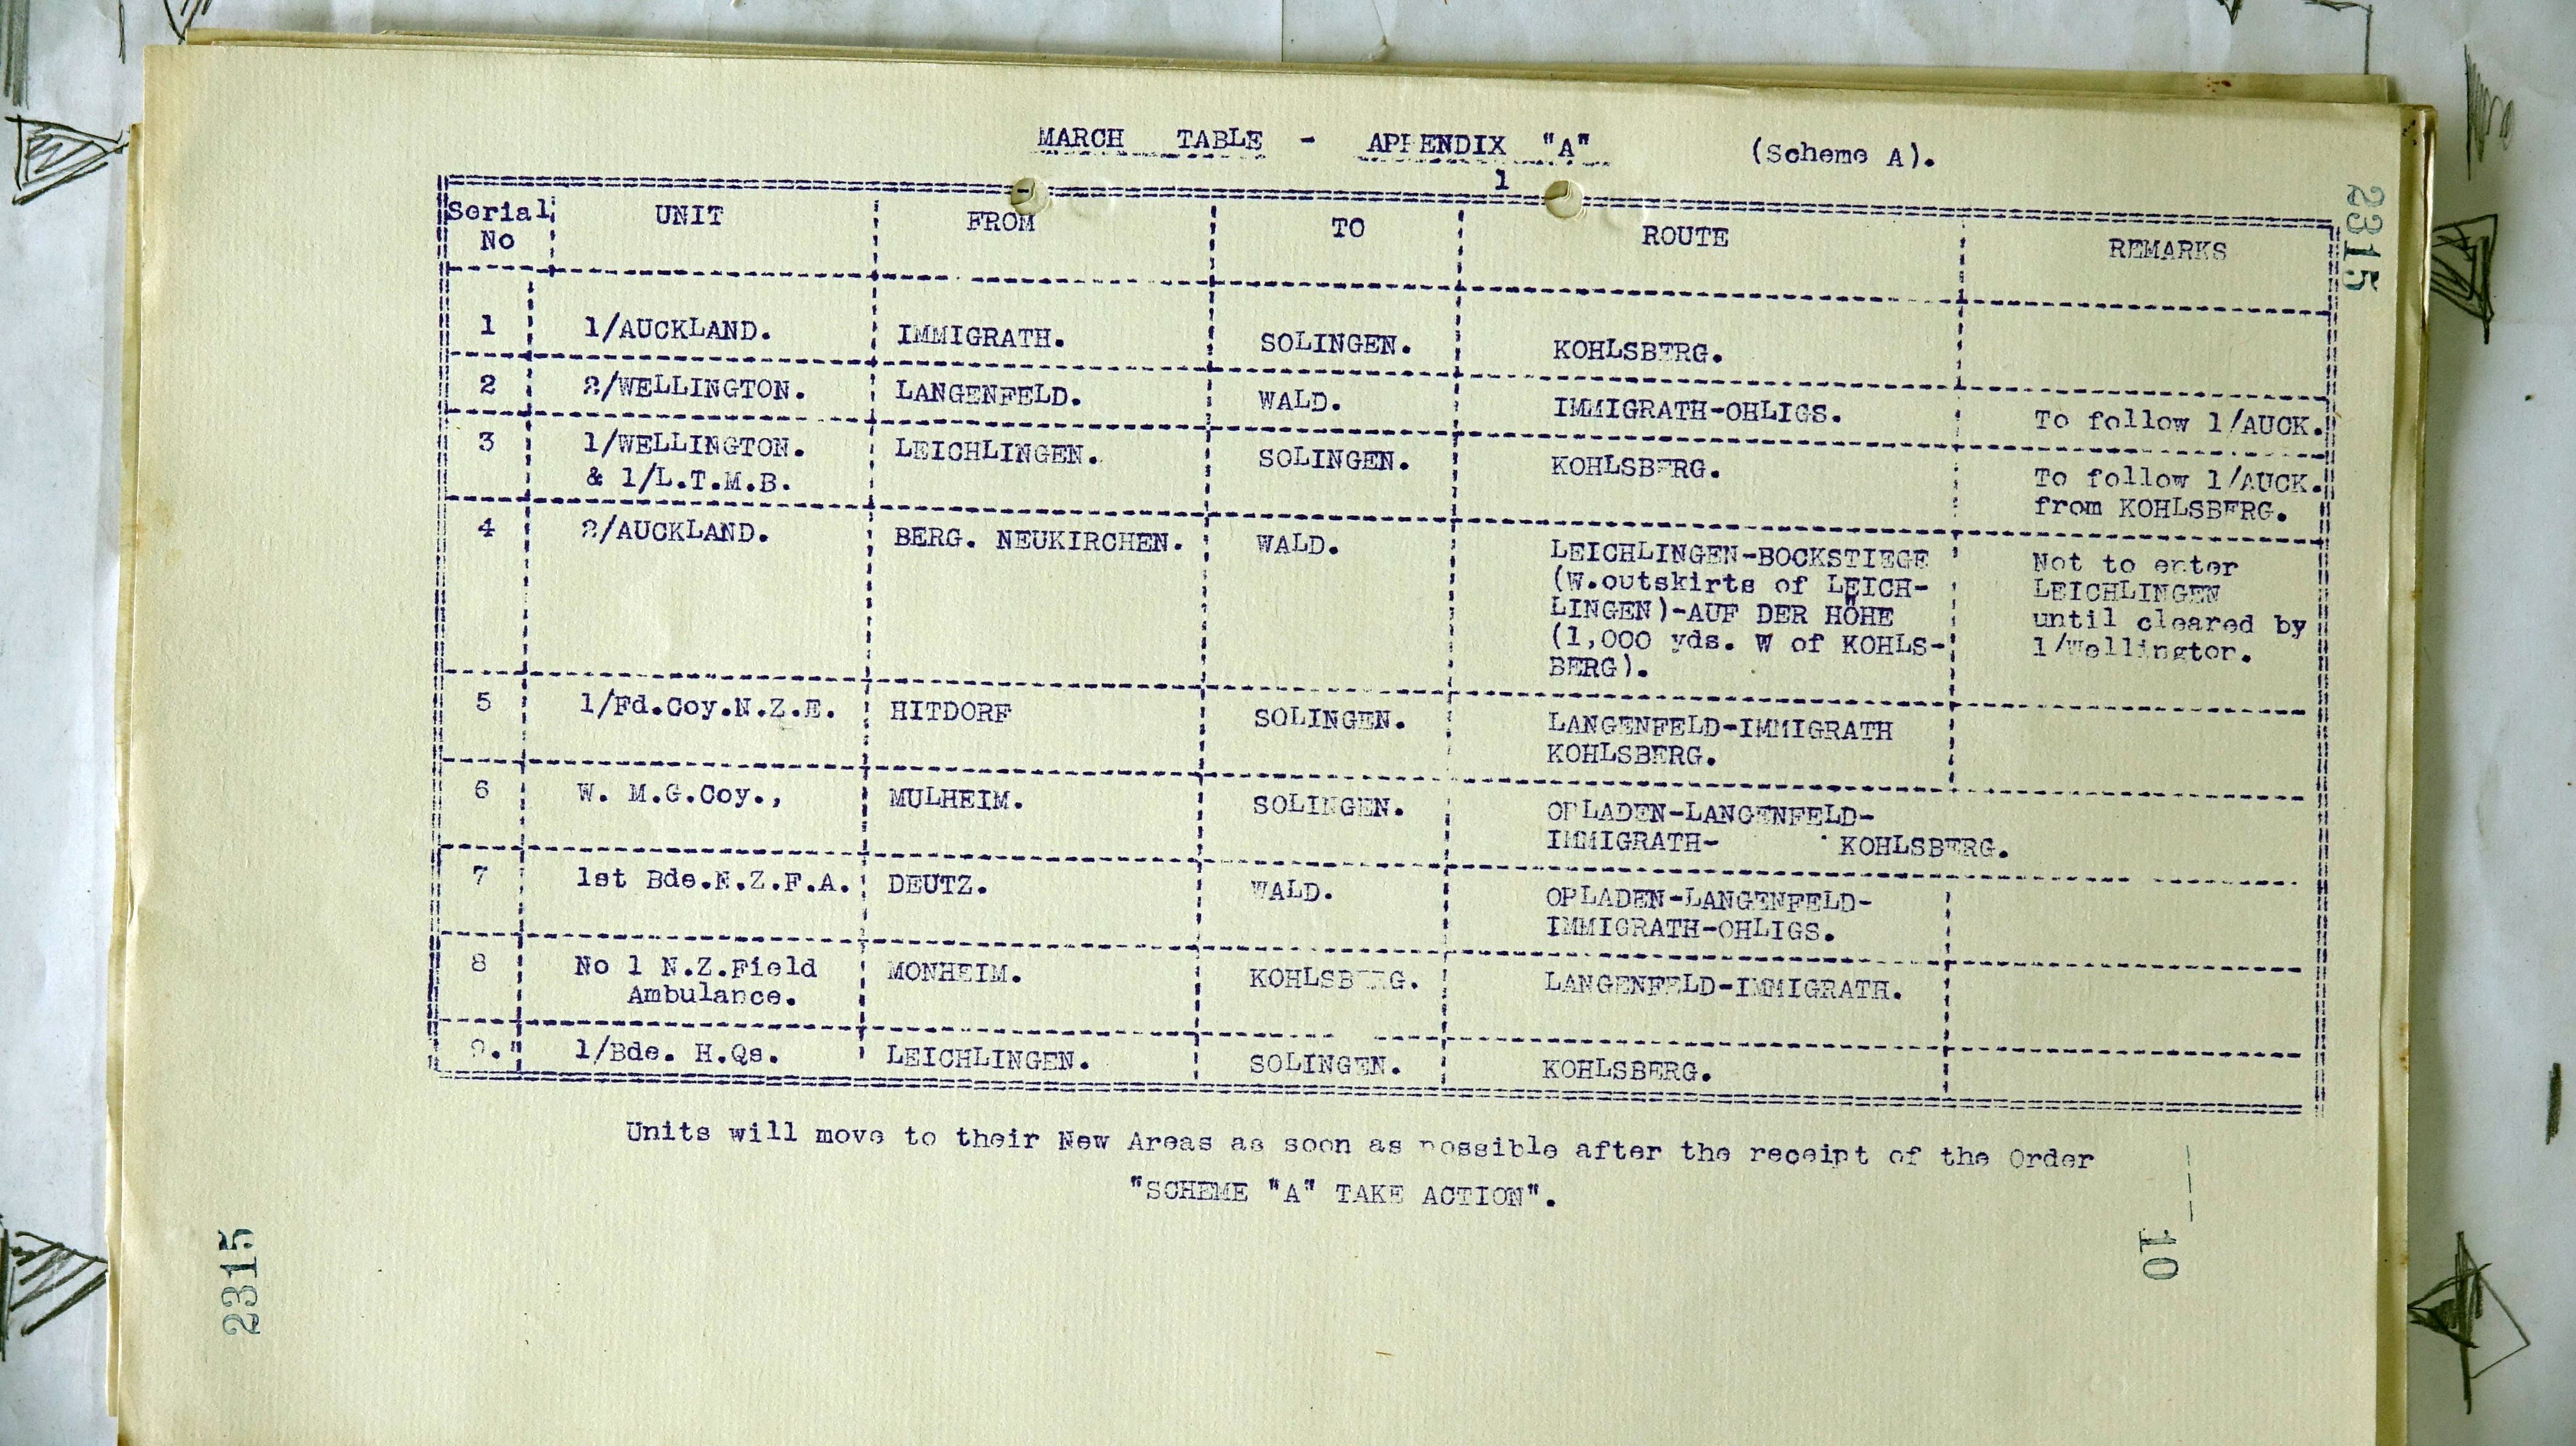 MARCH TABLE - APPENDIX "A" (Scheme A).
1
Serial No UNIT FROM TO ROUTE REMARKS
1 1/AUCKLAND. IMMIGRATH. SOLINGEN. KOHLSBERG.
2 2/WELLINGTON. LANGENFELD. WALD. IMMIGRATH-OHLIGS. To follow 1/AUCK.
3 1/WELLINGTON. LEICHLINGEN. SOLINGEN. KOHLSBERG. To follow 1/AUCK.
& 1/L.T.M.B. from KOHLSBERG.
4 2/AUCKLAND. BERG. NEUKIRCHEN. WALD. LEICHLINGEN-BOCKSTIEGE Not to enter
(W.outskirts of LEICH- LEICHLINGEN
LINGEN)-AUF DER HÖHE until cleared by
(1,000 yds. W of KOHLS- 1/Wellington.
BERG).
5 1/Fd.Coy.N.Z.E. HITDORF SOLINGEN. LANGENFELD-IMMIGRATH
KOHLSBERG.
6 W. M.G.Coy., MULHEIM. SOLINGEN. OPLADEN-LANGENFELD-
IMMIGRATH- KOHLSBERG.
7 1st Bde.N.Z.F.A. DEUTZ. WALD. OPLADEN-LANGENFELD-
IMMIGRATH-OHLIGS.
8 No 1 N.Z.Field MONHEIM. KOHLSBERG. LANGENFELD-IMMIGRATH.
Ambulance.
9. 1/Bde. H.Qs. LEICHLINGEN. SOLINGEN. KOHLSBERG.
Units will move to their New Areas as soon as possible after the receipt of the Order
"SCHEME "A" TAKE ACTION".
2315
2315
10